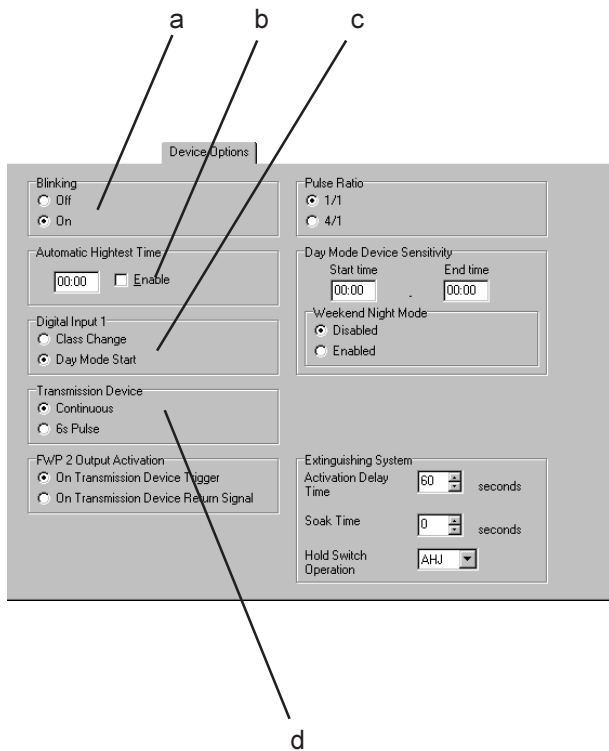 a b c
Device Options
Blinking
Off
On
Automatic Hightest Time
00:00 Enable
Digital Input 1
Class Change
Day Mode Start
Transmission Device
Continuous
6s Pulse
FWP 2 Output Activation
On Transmission Device Trigger
On Transmission Device Return Signal
Pulse Ratio
1/1
4/1
Day Mode Device Sensitivity
Start time End time
00:00 - 00:00
Weekend Night Mode
Disabled
Enabled
Extinguishing System
Activation Delay
Time
60 seconds
Soak Time
0 seconds
Hold Switch
Operation
AHJ
d